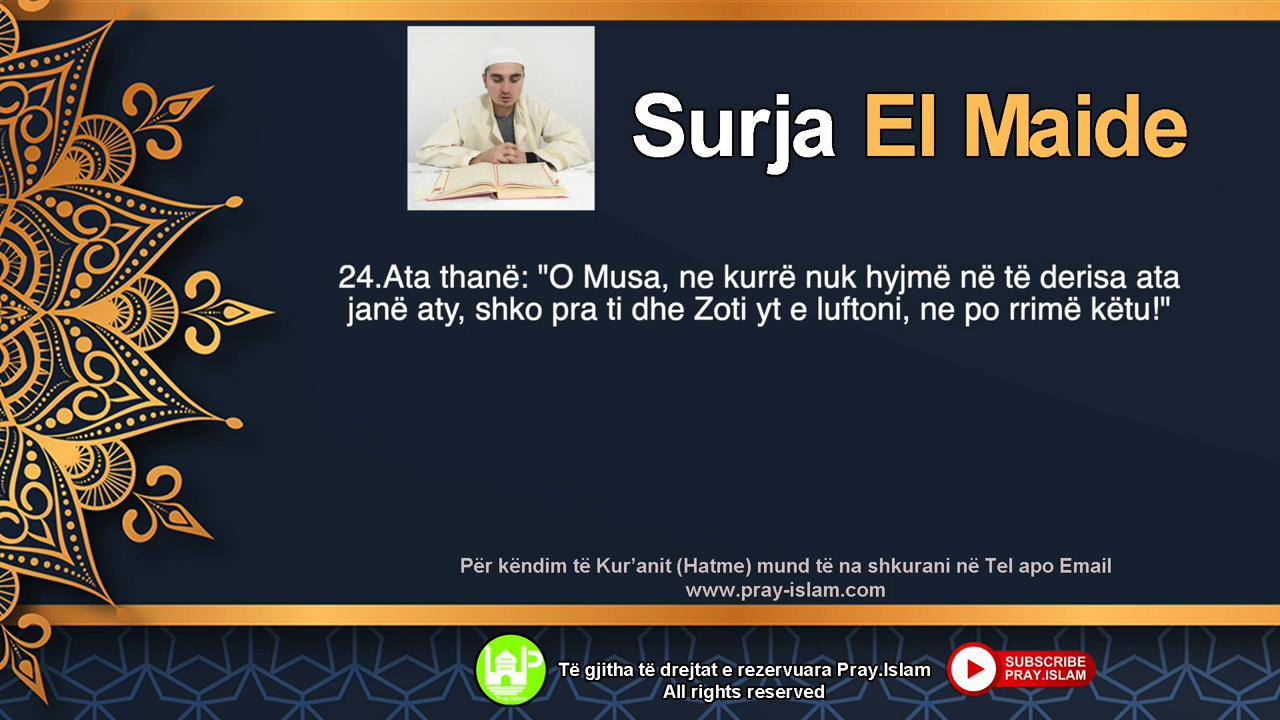 Surja El Maide
24.Ata thanë: "O Musa, ne kurrë nuk hyjmë në të derisa ata
janë aty, shko pra ti dhe Zoti yt e luftoni, ne po rrimë këtu!"
Për këndim të Kur’anit (Hatme) mund të na shkurani në Tel apo Email
www.pray-islam.com
Pray.Islam
Të gjitha të drejtat e rezervuara Pray.Islam
All rights reserved
SUBSCRIBE
PRAY.ISLAM